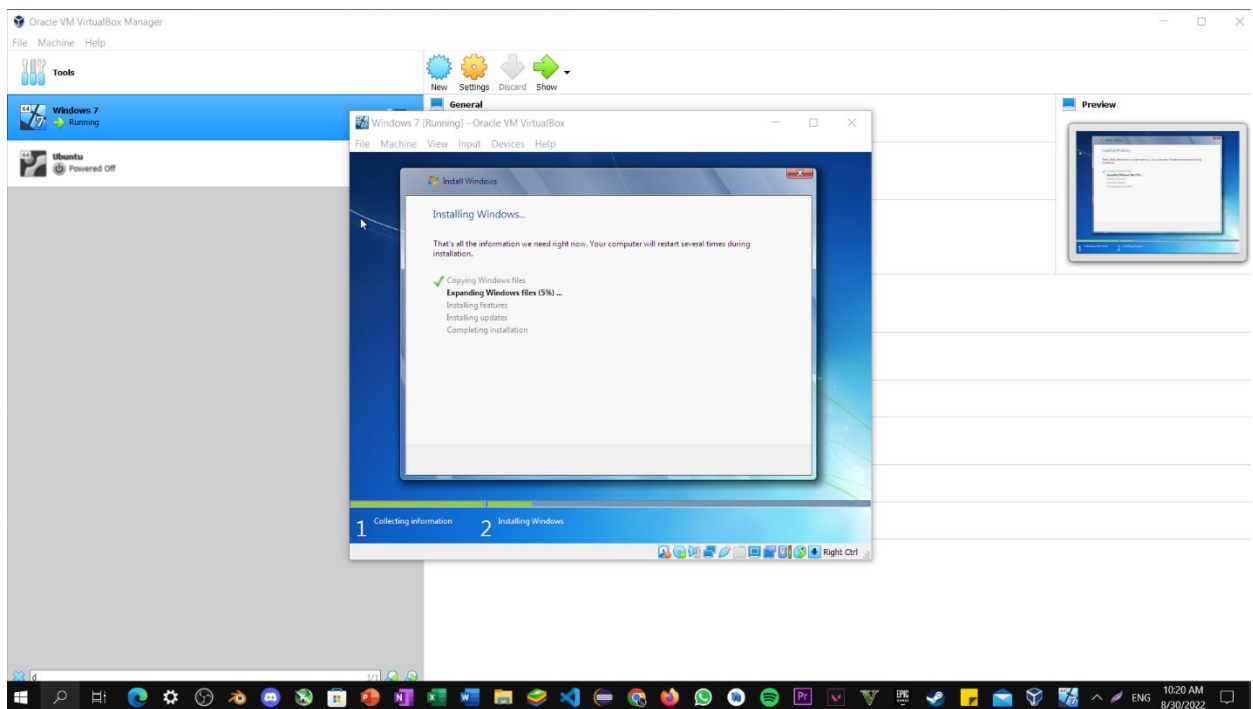 Oracle VM VirtualBox Manager
File Machine Help
Tools
New Settings Discard Show
Windows 7
Running
Ubuntu
Powered Off
General
Preview
Windows 7 [Running] - Oracle VM VirtualBox
File Machine View Input Devices Help
Install Windows
Installing Windows...
That's all the information we need right now. Your computer will restart several times during
installation.
Copying Windows files
Expanding Windows files (5%) ...
Installing features
Installing updates
Completing installation
1 Collecting information 2 Installing Windows
Right Ctrl
d
1/1
ENG
10:20 AM
8/30/2022